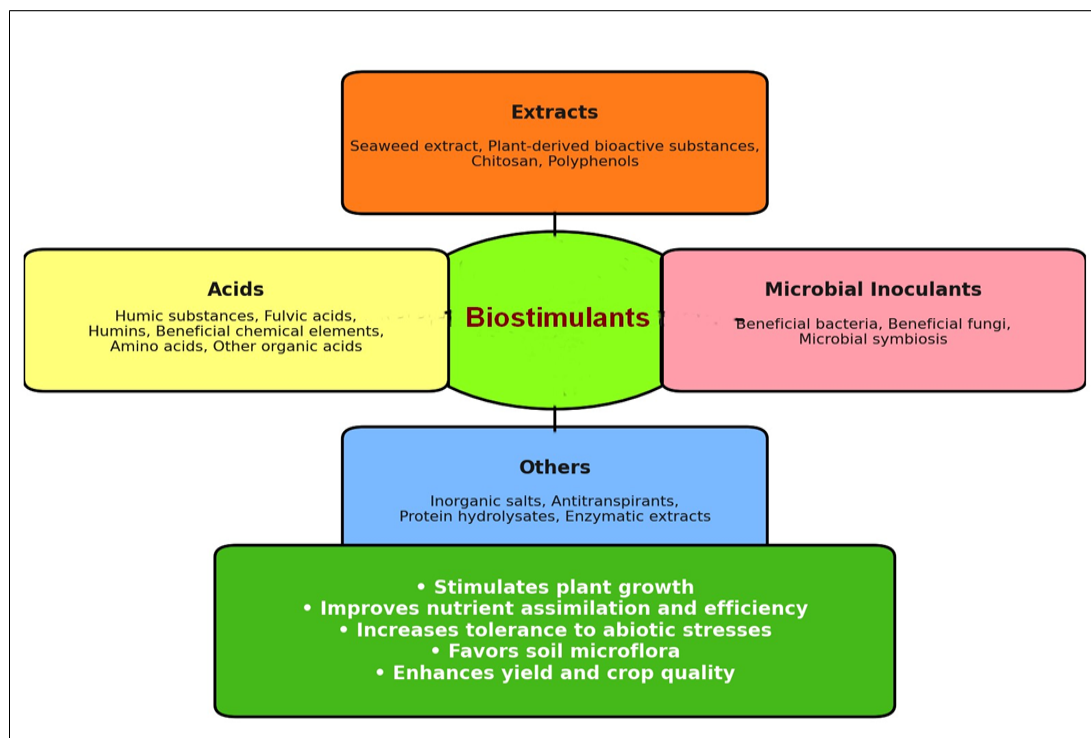 Extracts
Seaweed extract, Plant-derived bioactive substances,
Chitosan, Polyphenols
Acids
Humic substances, Fulvic acids,
Humins, Beneficial chemical elements,
Amino acids, Other organic acids
Biostimulants
Microbial Inoculants
Beneficial bacteria, Beneficial fungi,
Microbial symbiosis
Others
Inorganic salts, Antitranspirants,
Protein hydrolysates, Enzymatic extracts
• Stimulates plant growth
• Improves nutrient assimilation and efficiency
• Increases tolerance to abiotic stresses
• Favors soil microflora
• Enhances yield and crop quality